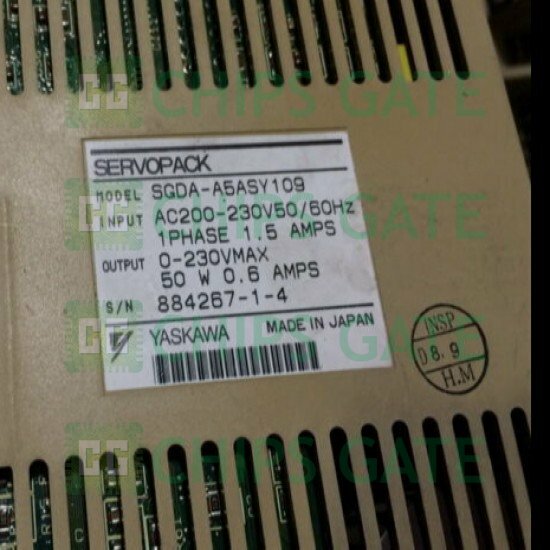 CHIPS GATE
SERVOPACK
MODEL SGDA-A5ASY109
INPUT AC200-230V50/60Hz
1PHASE 1.5 AMPS
OUTPUT 0-230VMAX
50 W 0.6 AMPS
S/N 884267-1-4
YASKAWA MADE IN JAPAN
INSP
08.9
H.M
CHIPS GATE
CHIPS GATE
CHIPS GATE